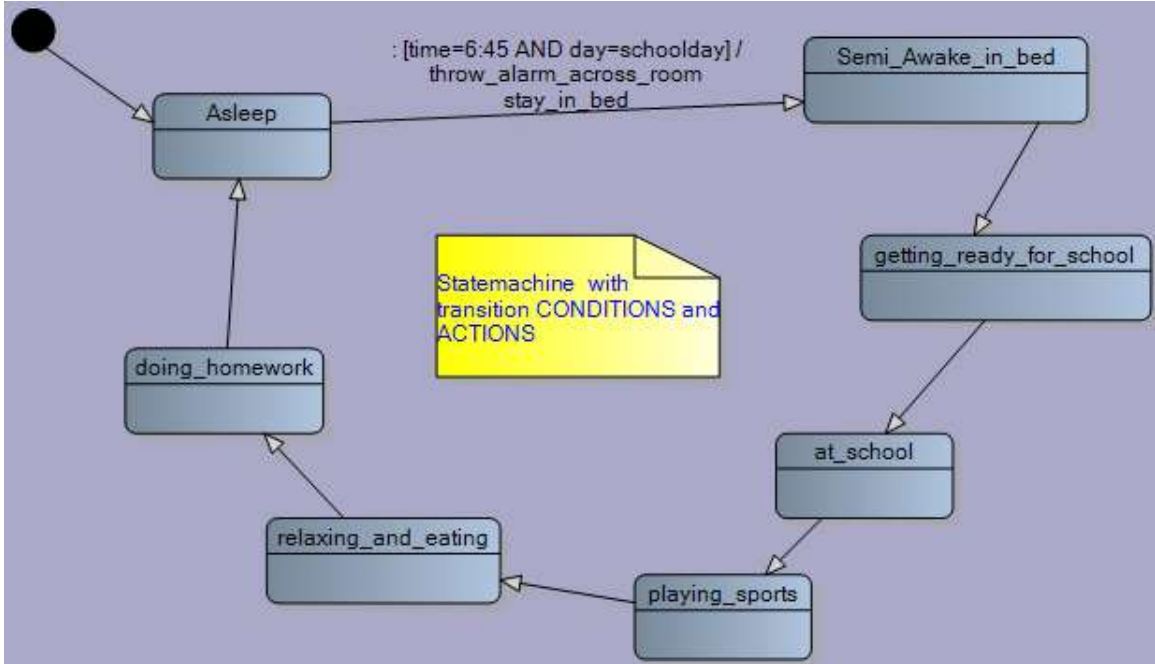 : [time=6:45 AND day=schoolday] /
throw_alarm_across_room
stay_in_bed
Semi_Awake_in_bed
Asleep
getting_ready_for_school
Statemachine  with
transition CONDITIONS and
ACTIONS
doing_homework
at_school
relaxing_and_eating
playing_sports